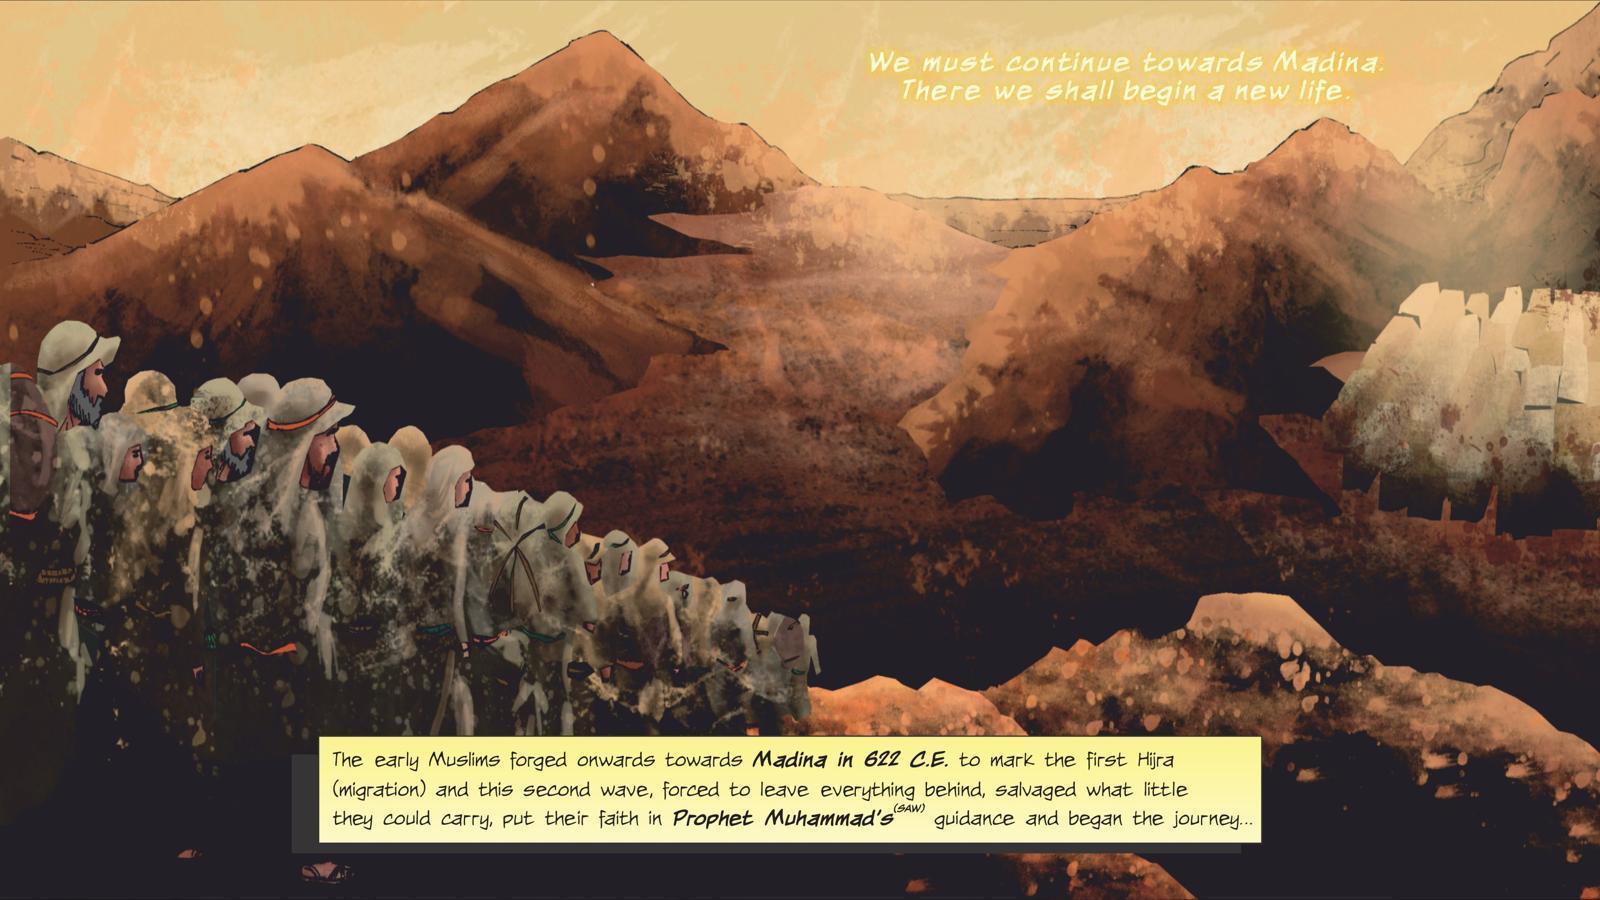 We must continue towards Madina.
There we shall begin a new life.
The early Muslims forged onwards towards Madina in 622 C.E. to mark the first Hijra
(migration) and this second wave, forced to leave everything behind, salvaged what little
they could carry, put their faith in Prophet Muhammad's(SAW) guidance and began the journey...